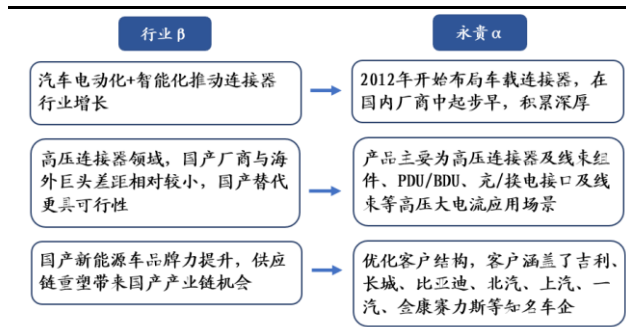 行业β
永贵α
汽车电动化+智能化推动连接器
行业增长
2012年开始布局车载连接器，在
国内厂商中起步早，积累深厚
高压连接器领域，国产厂商与海
外巨头差距相对较小，国产替代
更具可行性
产品主要为高压连接器及线束组
件、PDU/BDU、充/换电接口及线
束等高压大电流应用场景
国产新能源车品牌力提升，供应
链重塑带来国产产业链机会
优化客户结构，客户涵盖了吉利、
长城、比亚迪、北汽、上汽、一
汽、金康赛力斯等知名车企